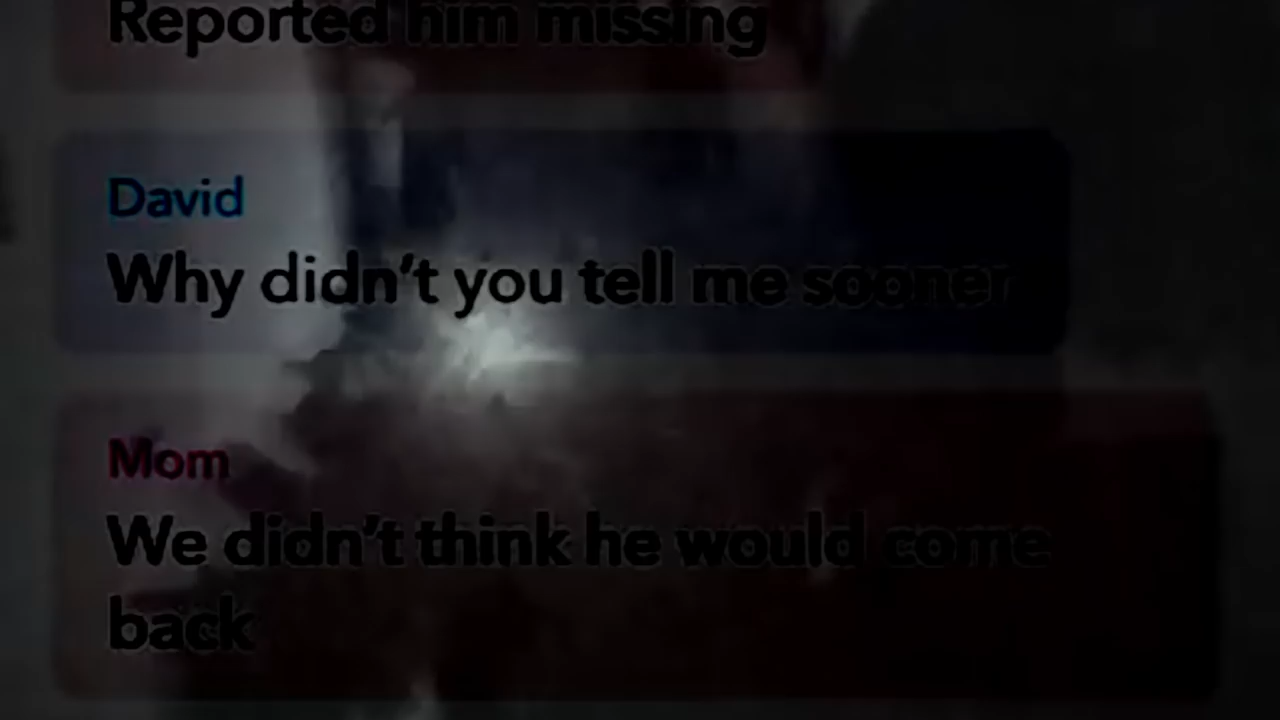 Reported him missing
David
Why didn't you tell me sooner
Mom
We didn't think he would come
back